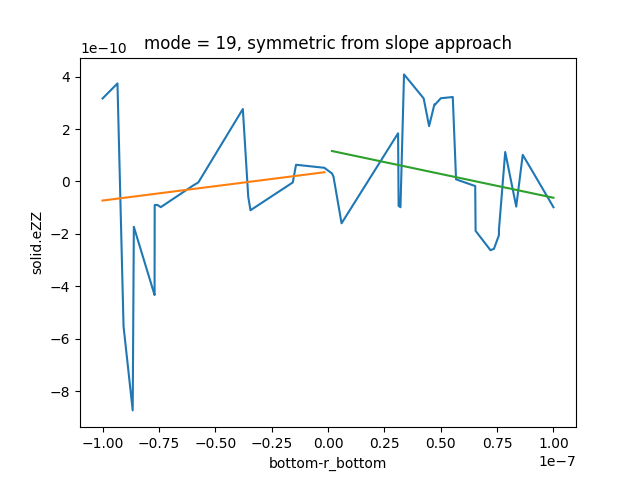 mode = 19, symmetric from slope approach
1e−10
4
2
0
−2
−4
−6
−8
solid.eZZ
−1.00 −0.75 −0.50 −0.25 0.00 0.25 0.50 0.75 1.00
1e−7
bottom-r_bottom